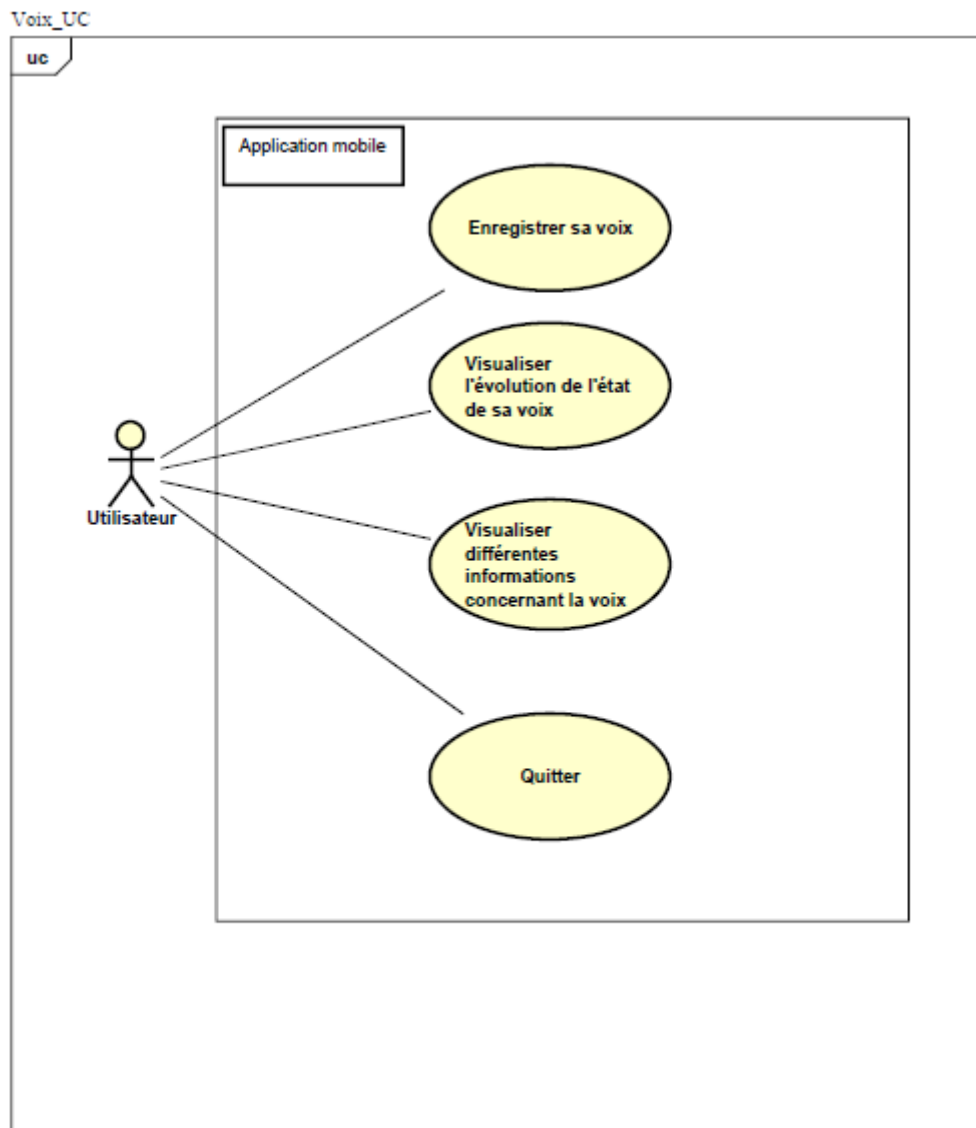 Voix_UC
uc
Application mobile
Enregistrer sa voix
Visualiser
l'évolution de l'état
de sa voix
Utilisateur
Visualiser
différentes
informations
concernant la voix
Quitter